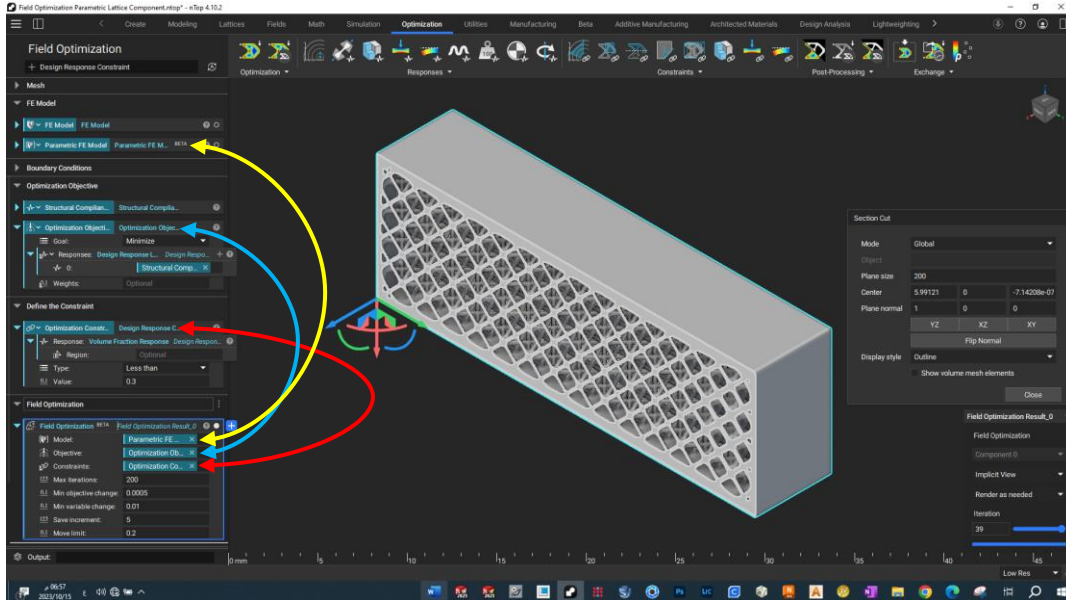 Field Optimization Parametric Lattice Component.ntop* - nTop 4.10.2
Create Modeling Lattices Fields Math Simulation Optimization Utilities Manufacturing Beta Additive Manufacturing Architected Materials Design Analysis Lightweighting
Field Optimization
+ Design Response Constraint
Optimization Responses Constraints Post-Processing Exchange
Mesh
FE Model
FE Model FE Model
Parametric FE Model Parametric FE M... BETA
Boundary Conditions
Optimization Objective
Structural Complian... Structural Complia...
Optimization Objecti... Optimization Objec...
Goal: Minimize
Responses: Design Response L... Design Respo...
0: Structural Comp...
Weights: Optional
Define the Constraint
Optimization Constr... Design Response C...
Response: Volume Fraction Response Design Respon...
Region: Optional
Type: Less than
Value: 0.3
Field Optimization
Field Optimization BETA Field Optimization Result_0
Model: Parametric FE ...
Objective: Optimization Ob...
Constraints: Optimization Co...
Max iterations: 200
Min objective change: 0.0005
Min variable change: 0.01
Save increment: 5
Move limit: 0.2
Output:
Section Cut
Mode Global
Object
Plane size 200
Center 5.99121 0 -7.14208e-07
Plane normal 1 0 0
YZ XZ XY
Flip Normal
Display style Outline
Show volume mesh elements
Close
Field Optimization Result_0
Field Optimization
Component 0
Implicit View
Render as needed
Iteration
39
0 mm 5 10 20 25 30 35 40 45
Low Res
06:57
2023/10/15